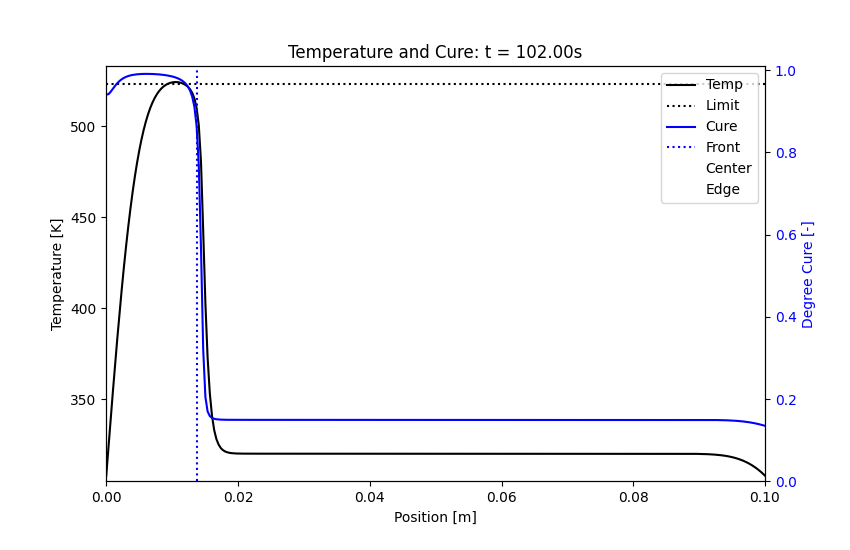 Temperature and Cure: t = 102.00s
Temperature [K]
500
450
400
350
Temp
Limit
Cure
Front
Center
Edge
1.0
0.8
0.6
0.4
0.2
0.0
Degree Cure [-]
0.00
0.02
0.04
0.06
0.08
0.10
Position [m]